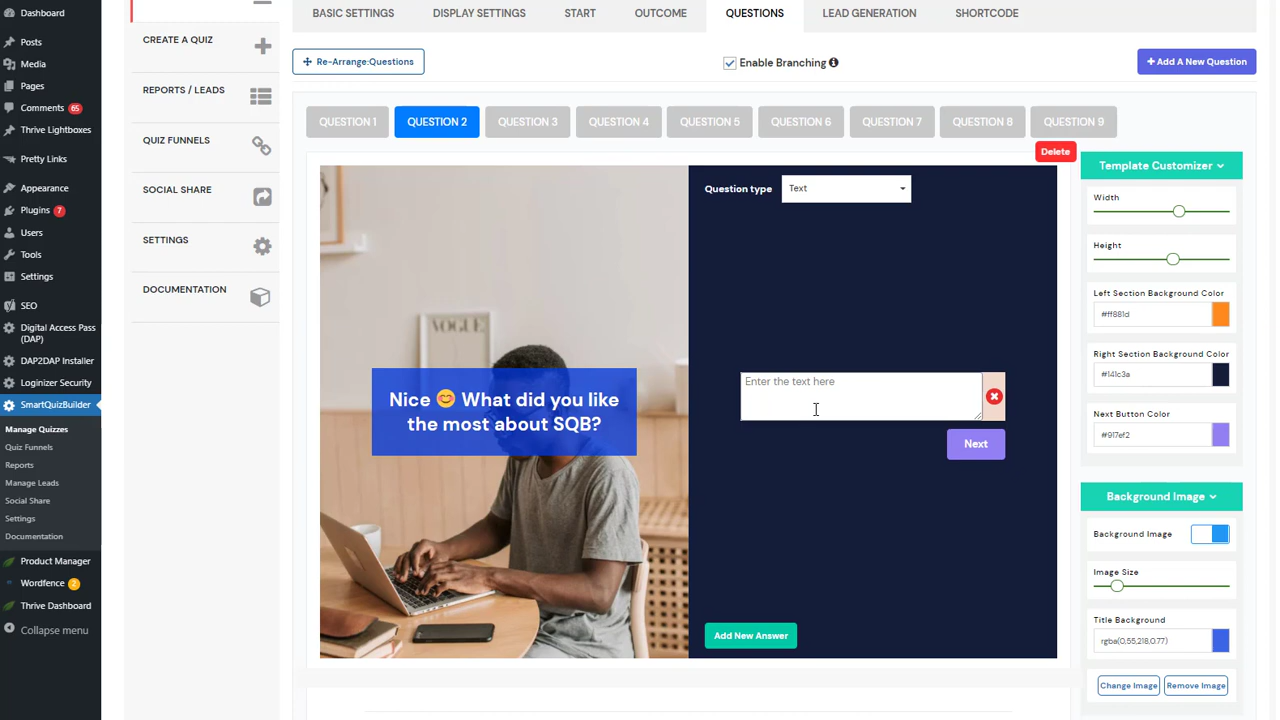 Dashboard
Posts
Media
Pages
Comments 65
Thrive Lightboxes
Pretty Links
Appearance
Plugins 7
Users
Tools
Settings
SEO
Digital Access Pass
(DAP)
DAP2DAP Installer
Loginizer Security
SmartQuizBuilder
Manage Quizzes
Quiz Funnels
Reports
Manage Leads
Social Share
Settings
Documentation
Product Manager
Wordfence 2
Thrive Dashboard
Collapse menu
CREATE A QUIZ
REPORTS / LEADS
QUIZ FUNNELS
SOCIAL SHARE
SETTINGS
DOCUMENTATION
BASIC SETTINGS DISPLAY SETTINGS START OUTCOME QUESTIONS LEAD GENERATION SHORTCODE
Re-Arrange:Questions
Enable Branching
+ Add A New Question
QUESTION 1 QUESTION 2 QUESTION 3 QUESTION 4 QUESTION 5 QUESTION 6 QUESTION 7 QUESTION 8 QUESTION 9
Delete
VOGUE
Nice 😊 What did you like
the most about SQB?
Question type Text
Enter the text here
Next
Add New Answer
Template Customizer
Width
Height
Left Section Background Color
#ff881d
Right Section Background Color
#141c3a
Next Button Color
#917ef2
Background Image
Background Image
Image Size
Title Background
rgba(0,55,218,0.77)
Change Image Remove Image